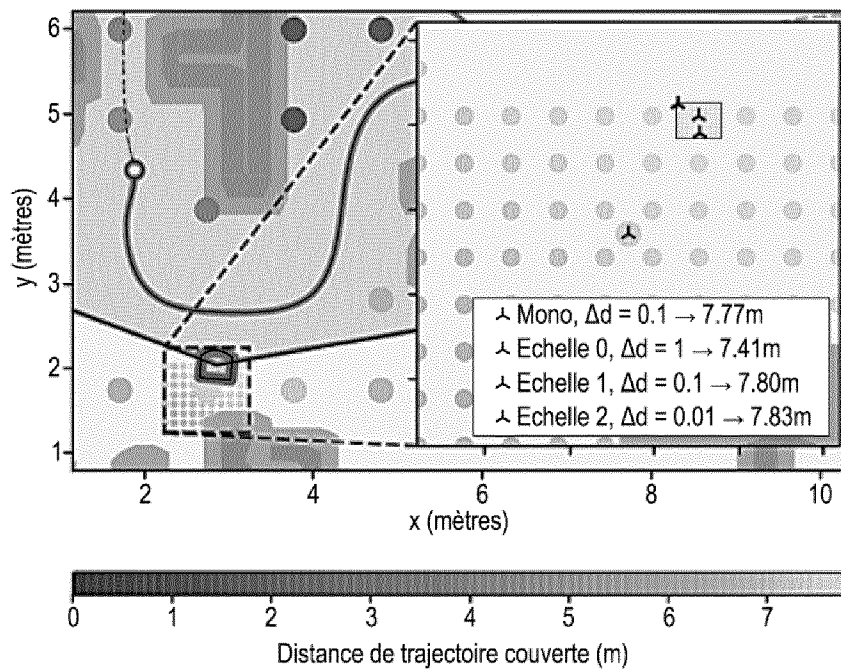 6
5
4
3
2
1
y (mètres)
Mono, Δd = 0.1 → 7.77m
Echelle 0, Δd = 1 → 7.41m
Echelle 1, Δd = 0.1 → 7.80m
Echelle 2, Δd = 0.01 → 7.83m
2 4 6 8 10
x (mètres)
0 1 2 3 4 5 6 7
Distance de trajectoire couverte (m)